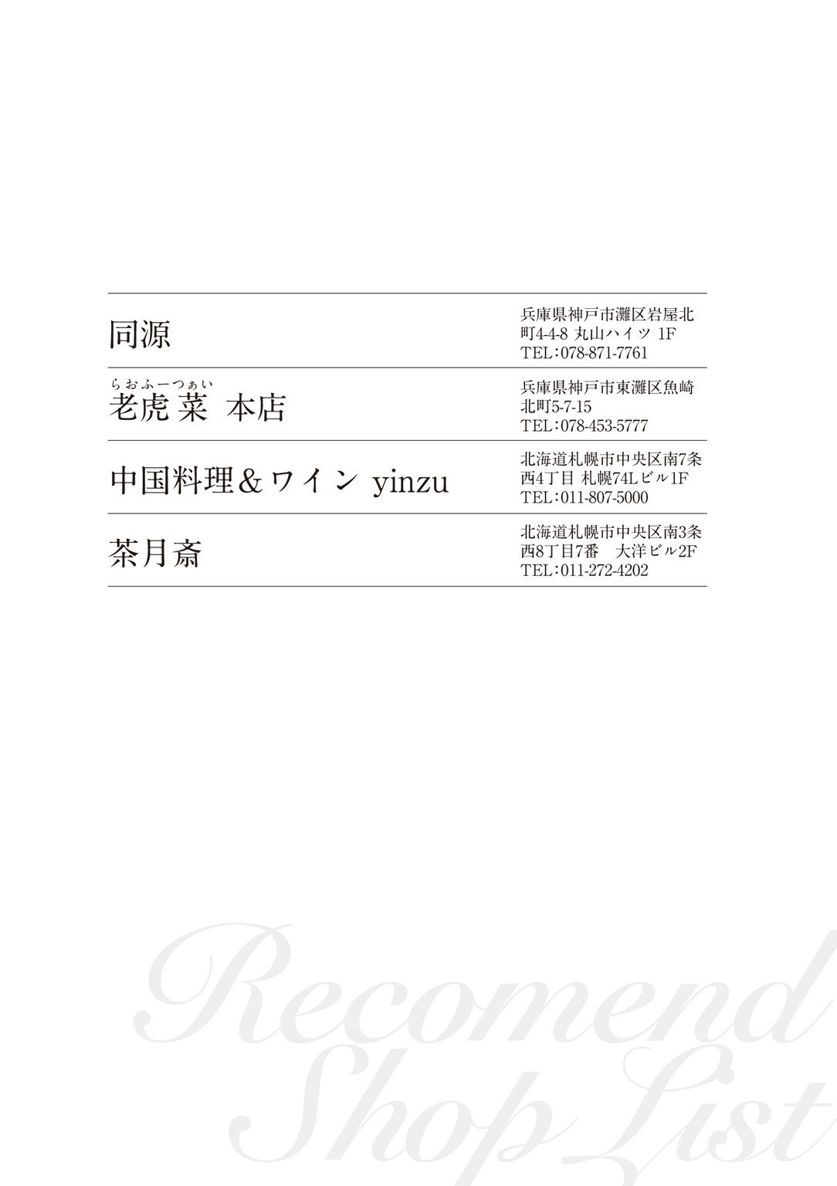 同源
兵庫県神戸市灘区岩屋北
町4-4-8 丸山ハイツ 1F
TEL:078-871-7761
らおふーつぁい
老虎菜 本店
兵庫県神戸市東灘区魚崎
北町5-7-15
TEL:078-453-5777
中国料理&ワイン yinzu
北海道札幌市中央区南7条
西4丁目 札幌74Lビル1F
TEL:011-807-5000
茶月斎
北海道札幌市中央区南3条
西8丁目7番　大洋ビル2F
TEL:011-272-4202
Recomend
Shop List